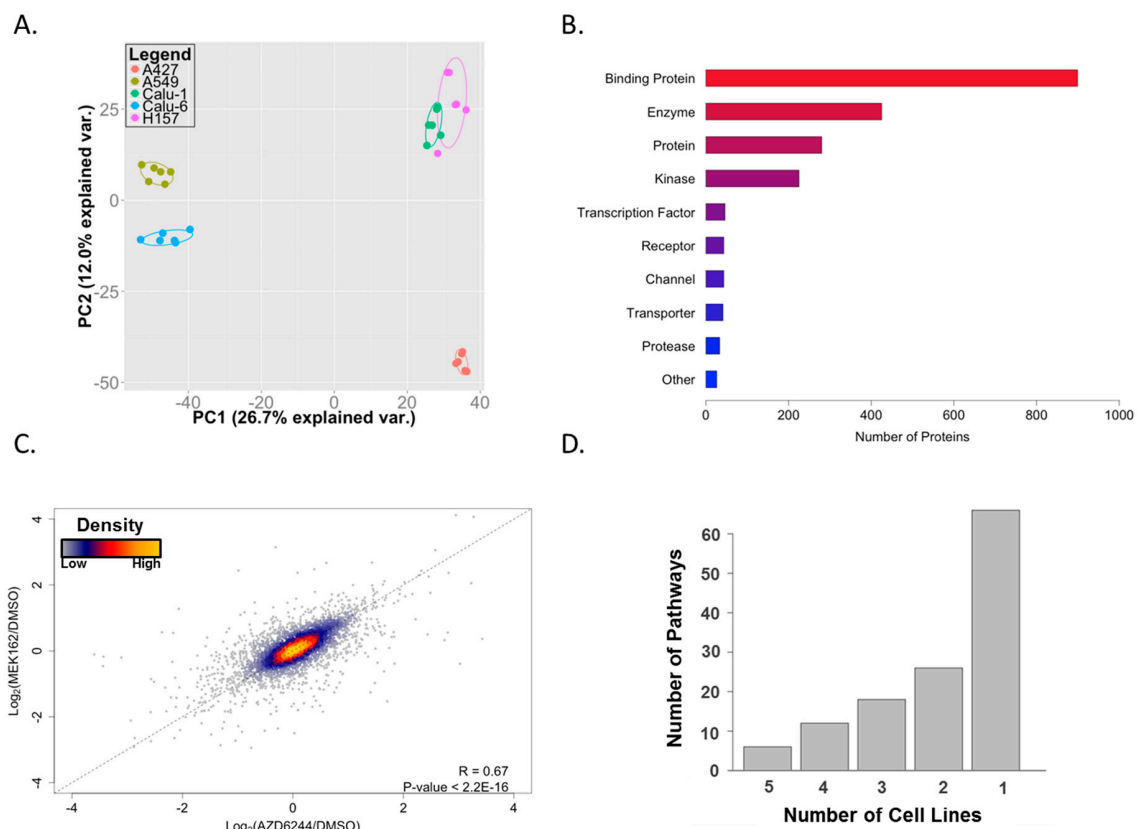 A.
Legend
A427
A549
Calu-1
Calu-6
H157
25
0
-25
-50
PC2 (12.0% explained var.)
-40
-20
0
20
40
PC1 (26.7% explained var.)
B.
Binding Protein
Enzyme
Protein
Kinase
Transcription Factor
Receptor
Channel
Transporter
Protease
Other
0
200
400
600
800
1000
Number of Proteins
C.
Density
Low
High
4
2
0
-2
-4
Log2(MEK162/DMSO)
R = 0.67
P-value < 2.2E-16
-4
-2
0
2
4
Log2(AZD6244/DMSO)
D.
60
50
40
30
20
10
0
Number of Pathways
5
4
3
2
1
Number of Cell Lines